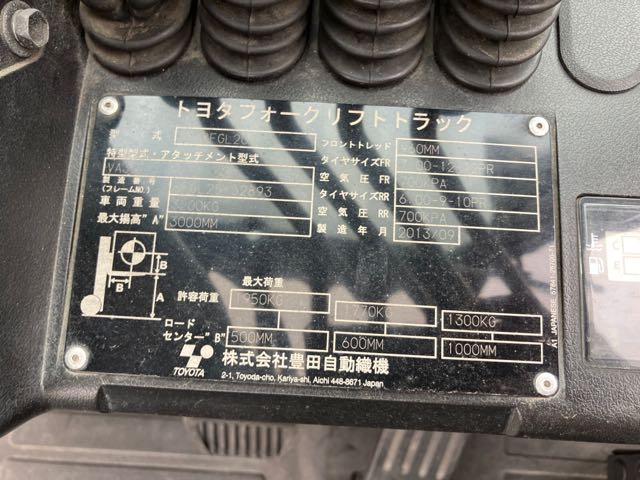 トヨタフォークリフトトラック
型式 フロントトレッド 960MM
特型型式・アタッチメント型式 タイヤサイズFR
空気圧FR
製造番号 (フレームNO.) タイヤサイズRR 6.00-9-10PR
車両重量 空気圧RR 700KPA
最大揚高"A" 3000MM 製造年月 2013/09
B
B
A
最大荷重
許容荷重 1950KG 1770KG 1300KG
ロードセンター"B" 500MM 600MM 1000MM
TOYOTA 株式会社豊田自動織機
2-1, Toyoda-cho, Kariya-shi, Aichi 448-8671 Japan
A1 JAPANESE